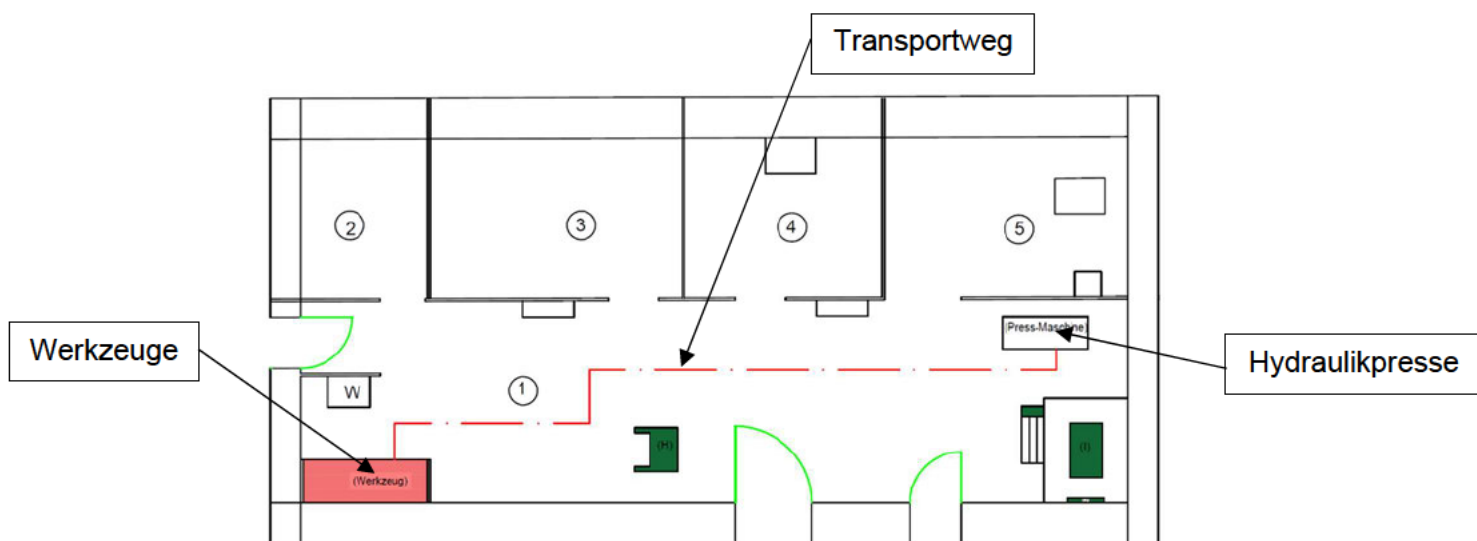 Transportweg
2
3
4
5
(Press-Maschine)
Werkzeuge
Hydraulikpresse
1
W
(H)
(I)
(Werkzeug)